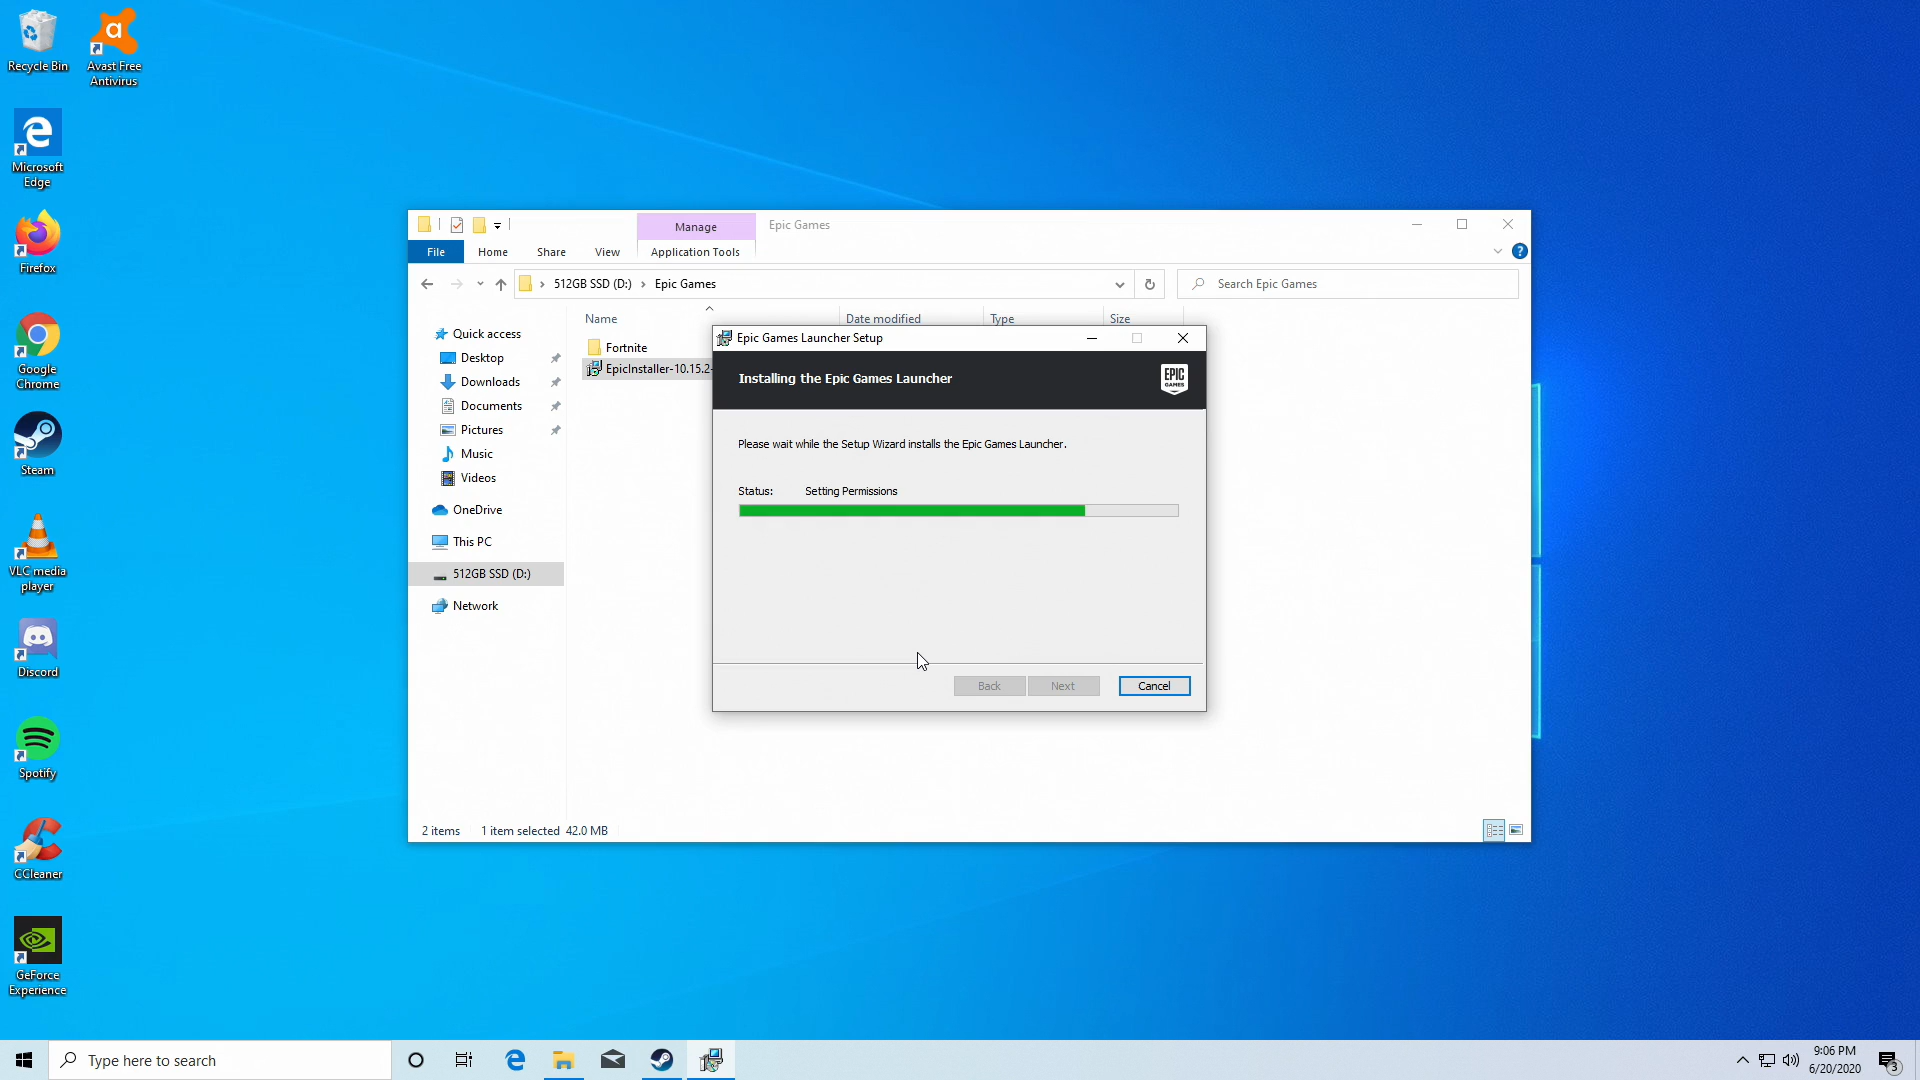 Recycle Bin
Avast Free
Antivirus
Microsoft
Edge
Firefox
Google
Chrome
Steam
VLC media
player
Discord
Spotify
CCleaner
GeForce
Experience
Manage
Epic Games
File
Home
Share
View
Application Tools
512GB SSD (D:)
Epic Games
Search Epic Games
Quick access
Desktop
Downloads
Documents
Pictures
Music
Videos
OneDrive
This PC
512GB SSD (D:)
Network
Name
Date modified
Type
Size
Fortnite
EpicInstaller-10.15.2-
Epic Games Launcher Setup
Installing the Epic Games Launcher
EPIC
GAMES
Please wait while the Setup Wizard installs the Epic Games Launcher.
Status: Setting Permissions
Back
Next
Cancel
2 items
1 item selected 42.0 MB
Type here to search
9:06 PM
6/20/2020
3